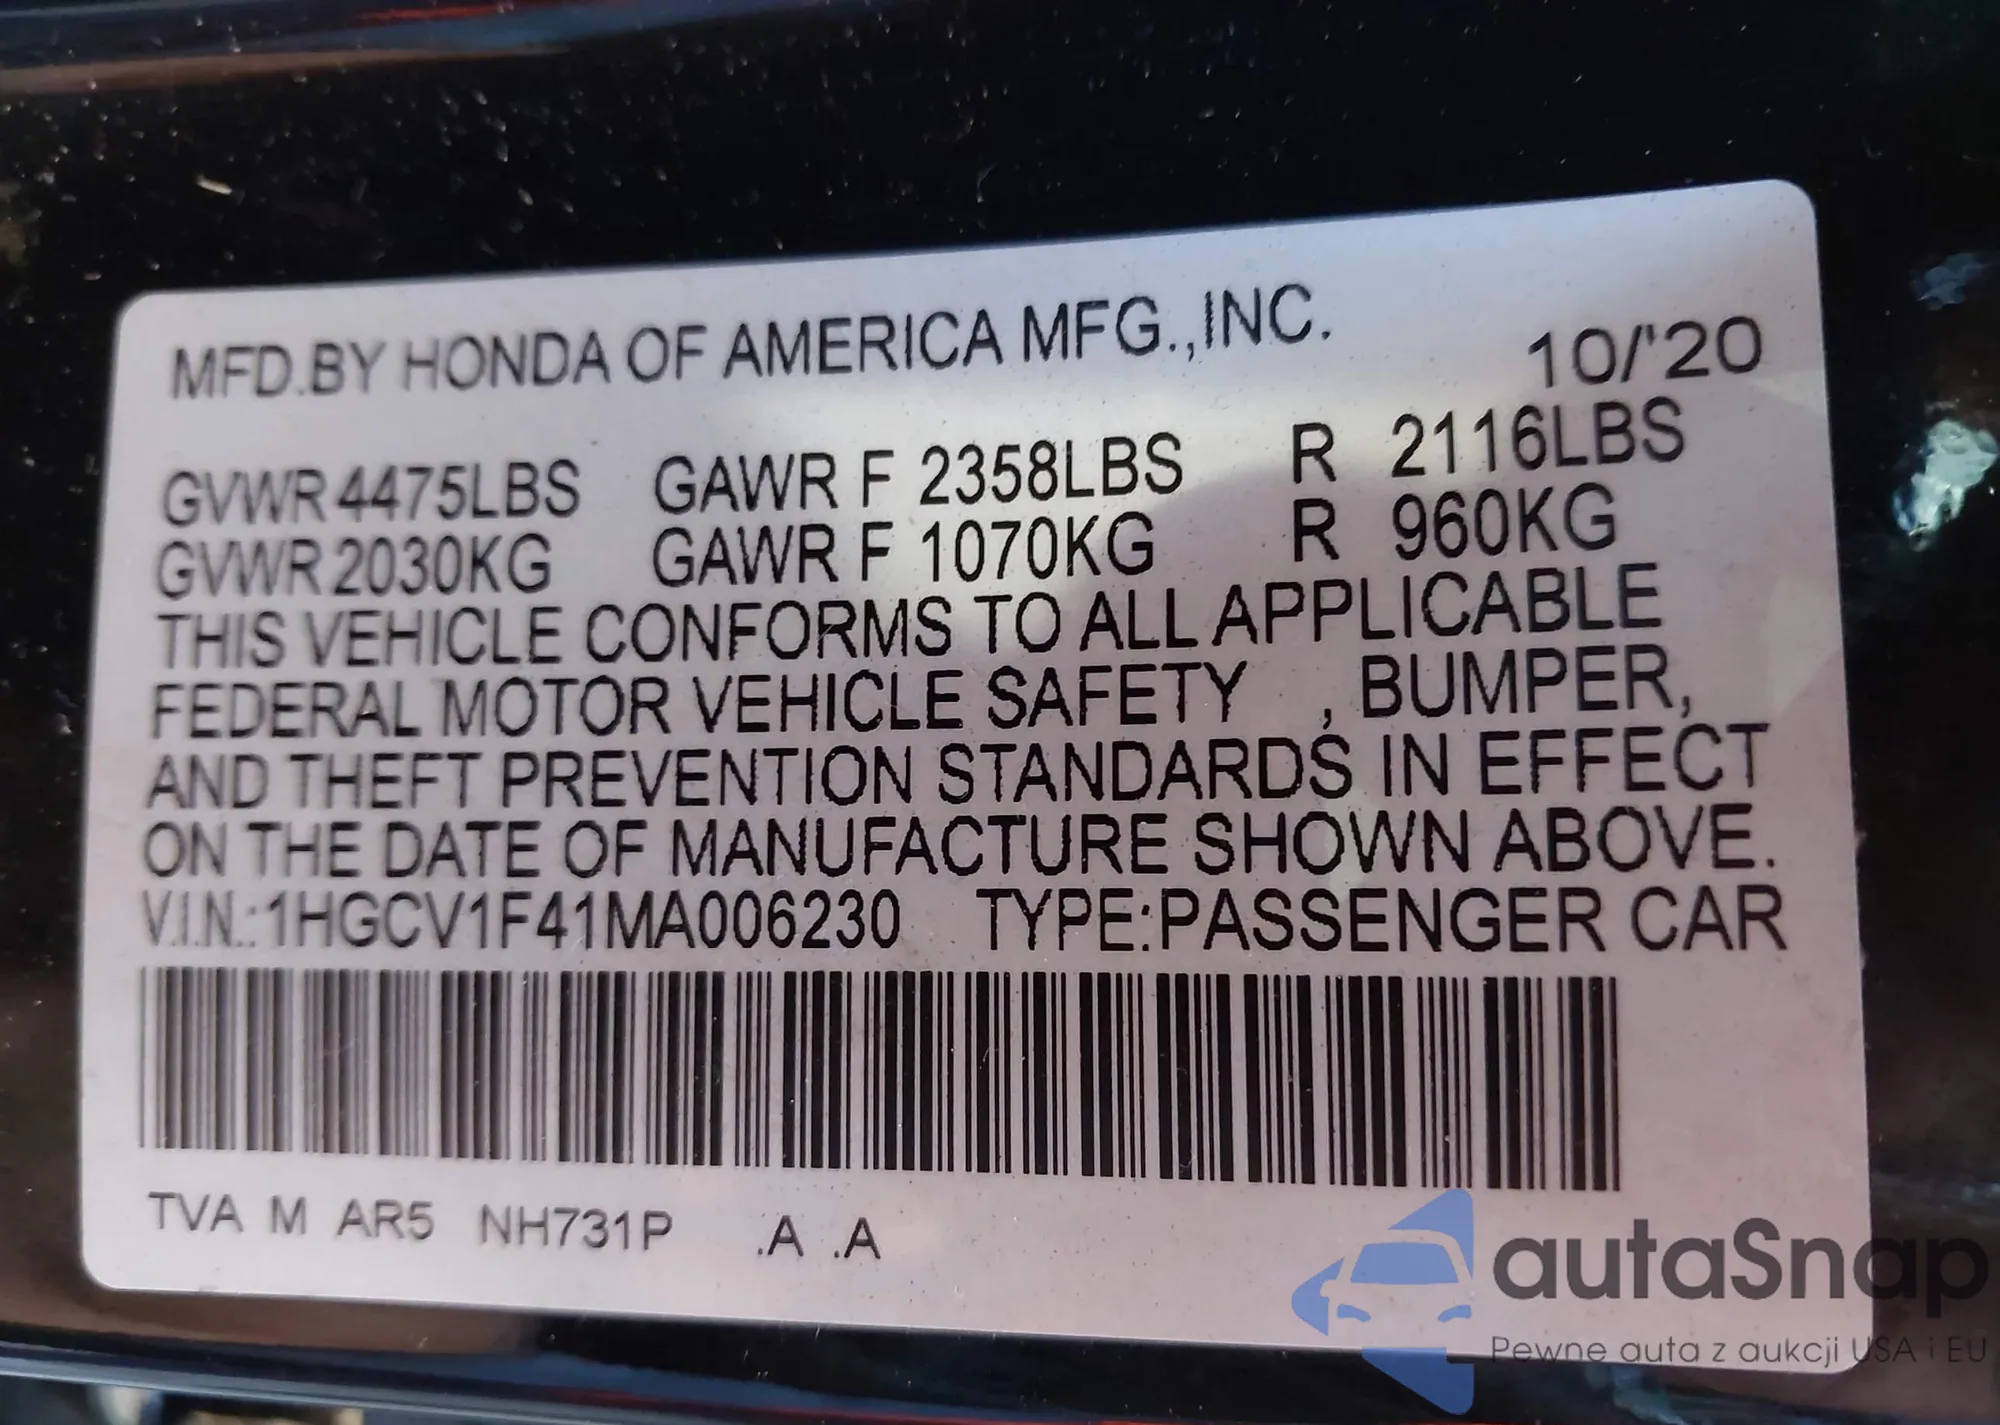 MFD.BY HONDA OF AMERICA MFG.,INC. 10/'20
GVWR 4475LBS GAWR F 2358LBS R 2116LBS
GVWR 2030KG GAWR F 1070KG R 960KG
THIS VEHICLE CONFORMS TO ALL APPLICABLE
FEDERAL MOTOR VEHICLE SAFETY , BUMPER,
AND THEFT PREVENTION STANDARDS IN EFFECT
ON THE DATE OF MANUFACTURE SHOWN ABOVE.
V.I.N.:1HGCV1F41MA006230 TYPE:PASSENGER CAR
TVA M AR5 NH731P .A .A
autaSnap
Pewne auta z aukcji USA i EU